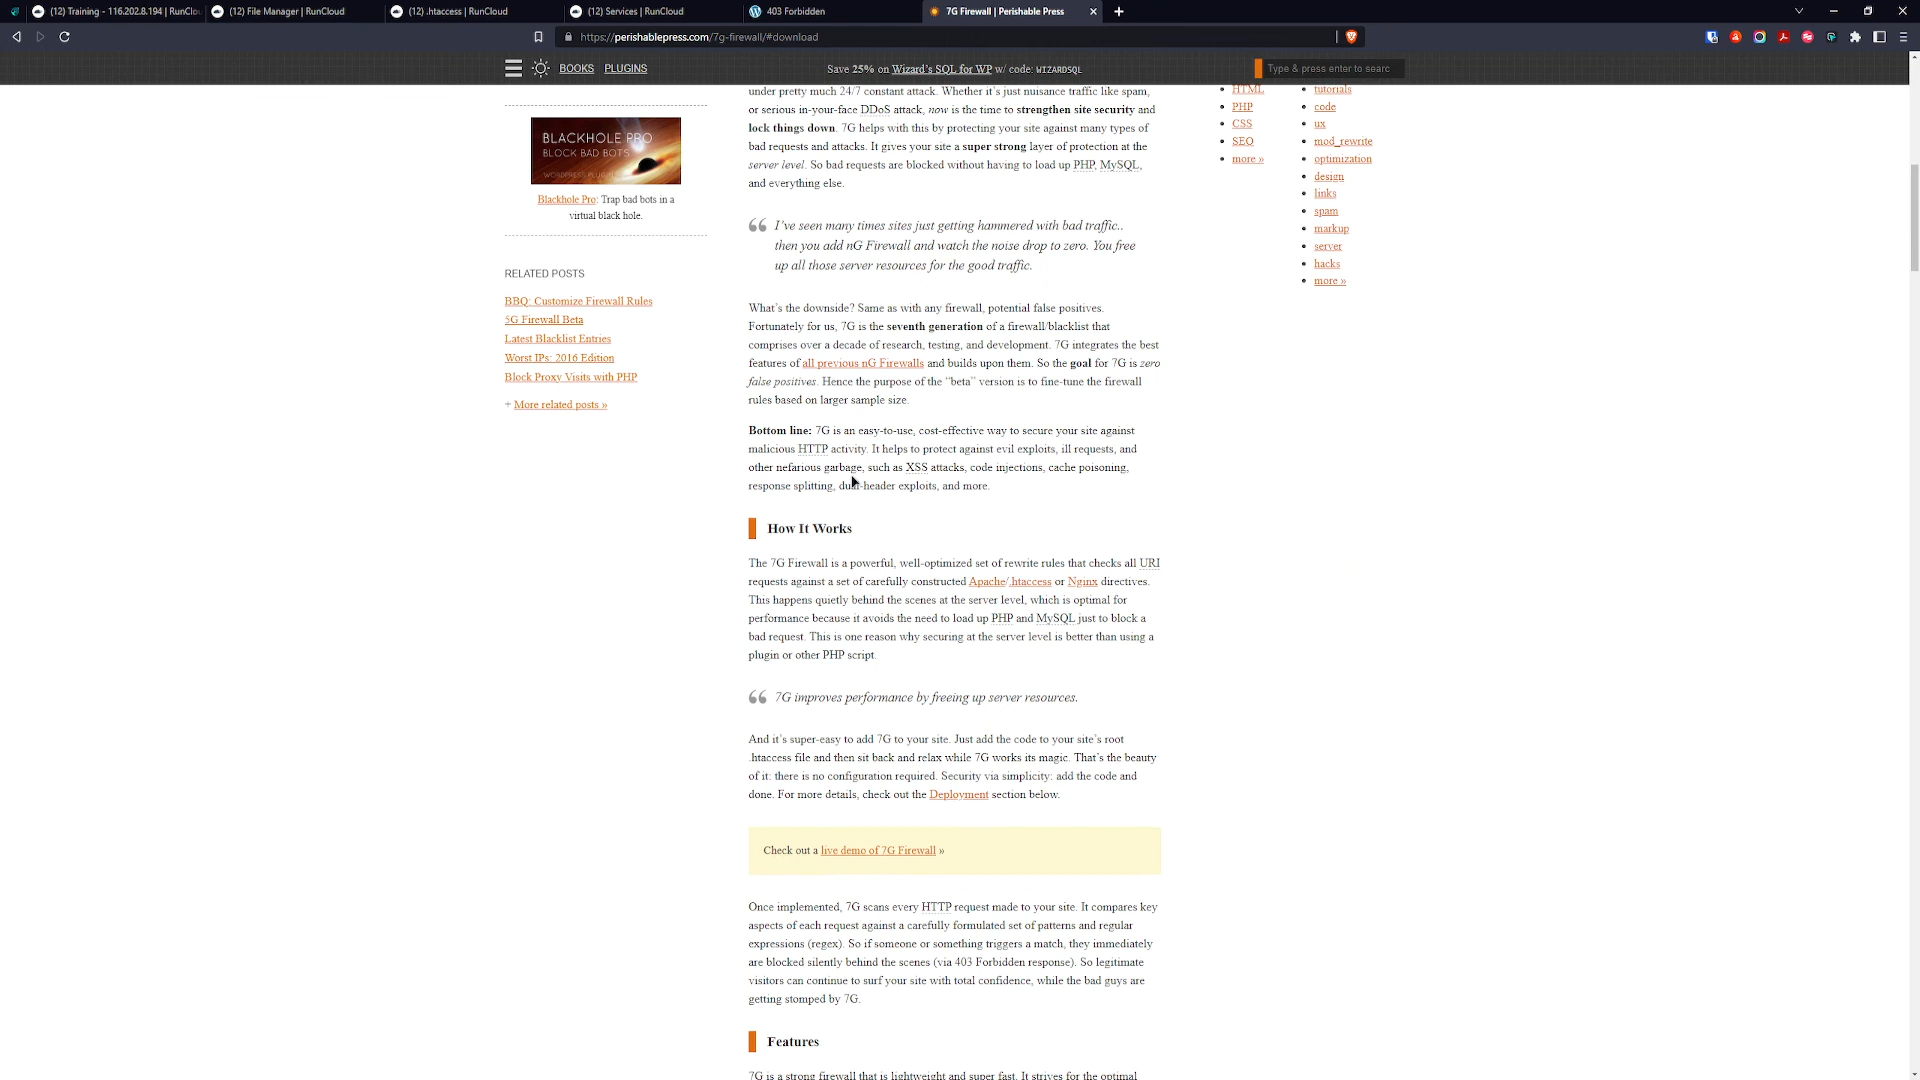 (12) Training - 116.202.8.194 | RunClo
(12) File Manager | RunCloud
(12) .htaccess | RunCloud
(12) Services | RunCloud
403 Forbidden
7G Firewall | Perishable Press
https://perishablepress.com/7g-firewall/#download
BOOKS PLUGINS
Save 25% on Wizard's SQL for WP w/ code: WIZARDSQL
Type & press enter to searc
BLACKHOLE PRO
BLOCK BAD BOTS
WORDPRESS PLUGIN
Blackhole Pro: Trap bad bots in a
virtual black hole.
RELATED POSTS
BBQ: Customize Firewall Rules
5G Firewall Beta
Latest Blacklist Entries
Worst IPs: 2016 Edition
Block Proxy Visits with PHP
+ More related posts »
under pretty much 24/7 constant attack. Whether it's just nuisance traffic like spam,
or serious in-your-face DDoS attack, now is the time to strengthen site security and
lock things down. 7G helps with this by protecting your site against many types of
bad requests and attacks. It gives your site a super strong layer of protection at the
server level. So bad requests are blocked without having to load up PHP, MySQL,
and everything else.
I've seen many times sites just getting hammered with bad traffic..
then you add nG Firewall and watch the noise drop to zero. You free
up all those server resources for the good traffic.
What's the downside? Same as with any firewall, potential false positives.
Fortunately for us, 7G is the seventh generation of a firewall/blacklist that
comprises over a decade of research, testing, and development. 7G integrates the best
features of all previous nG Firewalls and builds upon them. So the goal for 7G is zero
false positives. Hence the purpose of the "beta" version is to fine-tune the firewall
rules based on larger sample size.
Bottom line: 7G is an easy-to-use, cost-effective way to secure your site against
malicious HTTP activity. It helps to protect against evil exploits, ill requests, and
other nefarious garbage, such as XSS attacks, code injections, cache poisoning,
response splitting, dual-header exploits, and more.
How It Works
The 7G Firewall is a powerful, well-optimized set of rewrite rules that checks all URI
requests against a set of carefully constructed Apache/.htaccess or Nginx directives.
This happens quietly behind the scenes at the server level, which is optimal for
performance because it avoids the need to load up PHP and MySQL just to block a
bad request. This is one reason why securing at the server level is better than using a
plugin or other PHP script.
7G improves performance by freeing up server resources.
And it's super-easy to add 7G to your site. Just add the code to your site's root
.htaccess file and then sit back and relax while 7G works its magic. That's the beauty
of it: there is no configuration required. Security via simplicity: add the code and
done. For more details, check out the Deployment section below.
Check out a live demo of 7G Firewall »
Once implemented, 7G scans every HTTP request made to your site. It compares key
aspects of each request against a carefully formulated set of patterns and regular
expressions (regex). So if someone or something triggers a match, they immediately
are blocked silently behind the scenes (via 403 Forbidden response). So legitimate
visitors can continue to surf your site with total confidence, while the bad guys are
getting stomped by 7G.
Features
7G is a strong firewall that is lightweight and super fast. It strives for the optimal
HTML
PHP
CSS
SEO
more »
tutorials
code
ux
mod_rewrite
optimization
design
links
spam
markup
server
hacks
more »